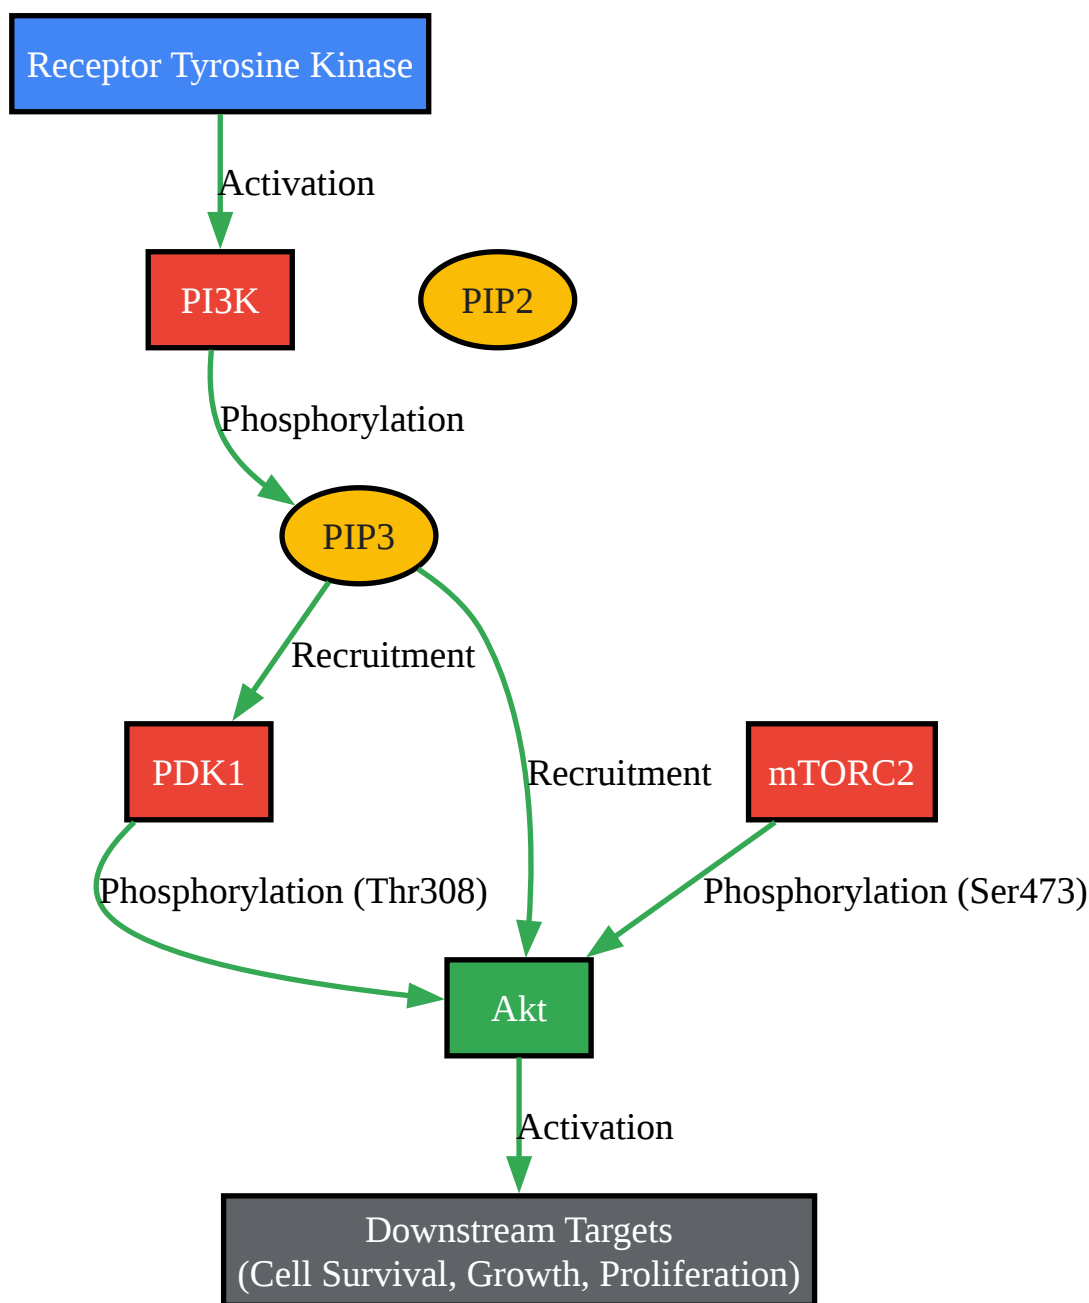 Receptor Tyrosine Kinase
Activation
PI3K
PIP2
Phosphorylation
PIP3
Recruitment
PDK1
Recruitment
mTORC2
Phosphorylation (Thr308)
Phosphorylation (Ser473)
Akt
Activation
Downstream Targets
(Cell Survival, Growth, Proliferation)